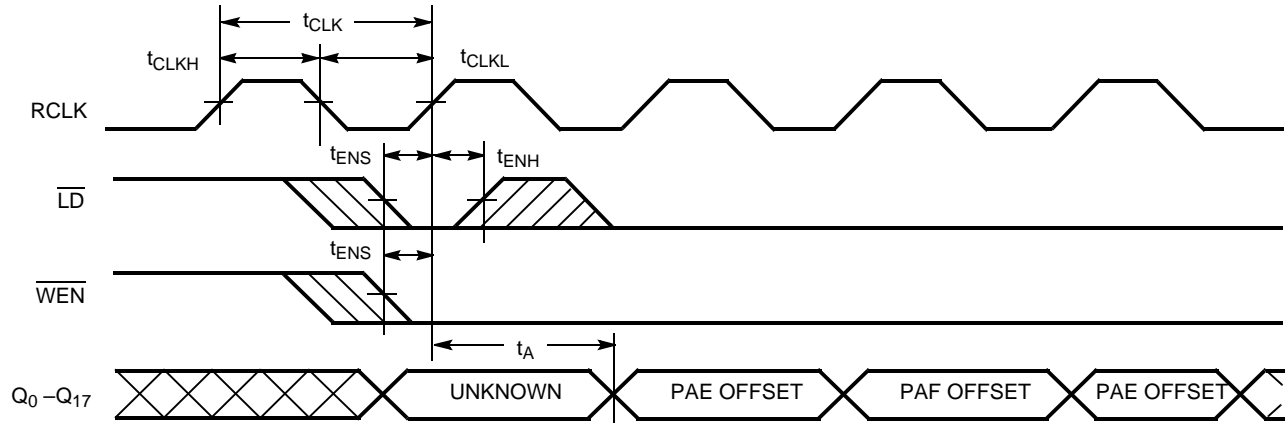 tCLK
tCLKH
tCLKL
RCLK
tENS
tENH
LD
tENS
WEN
tA
Q0 –Q17
UNKNOWN
PAE OFFSET
PAF OFFSET
PAE OFFSET